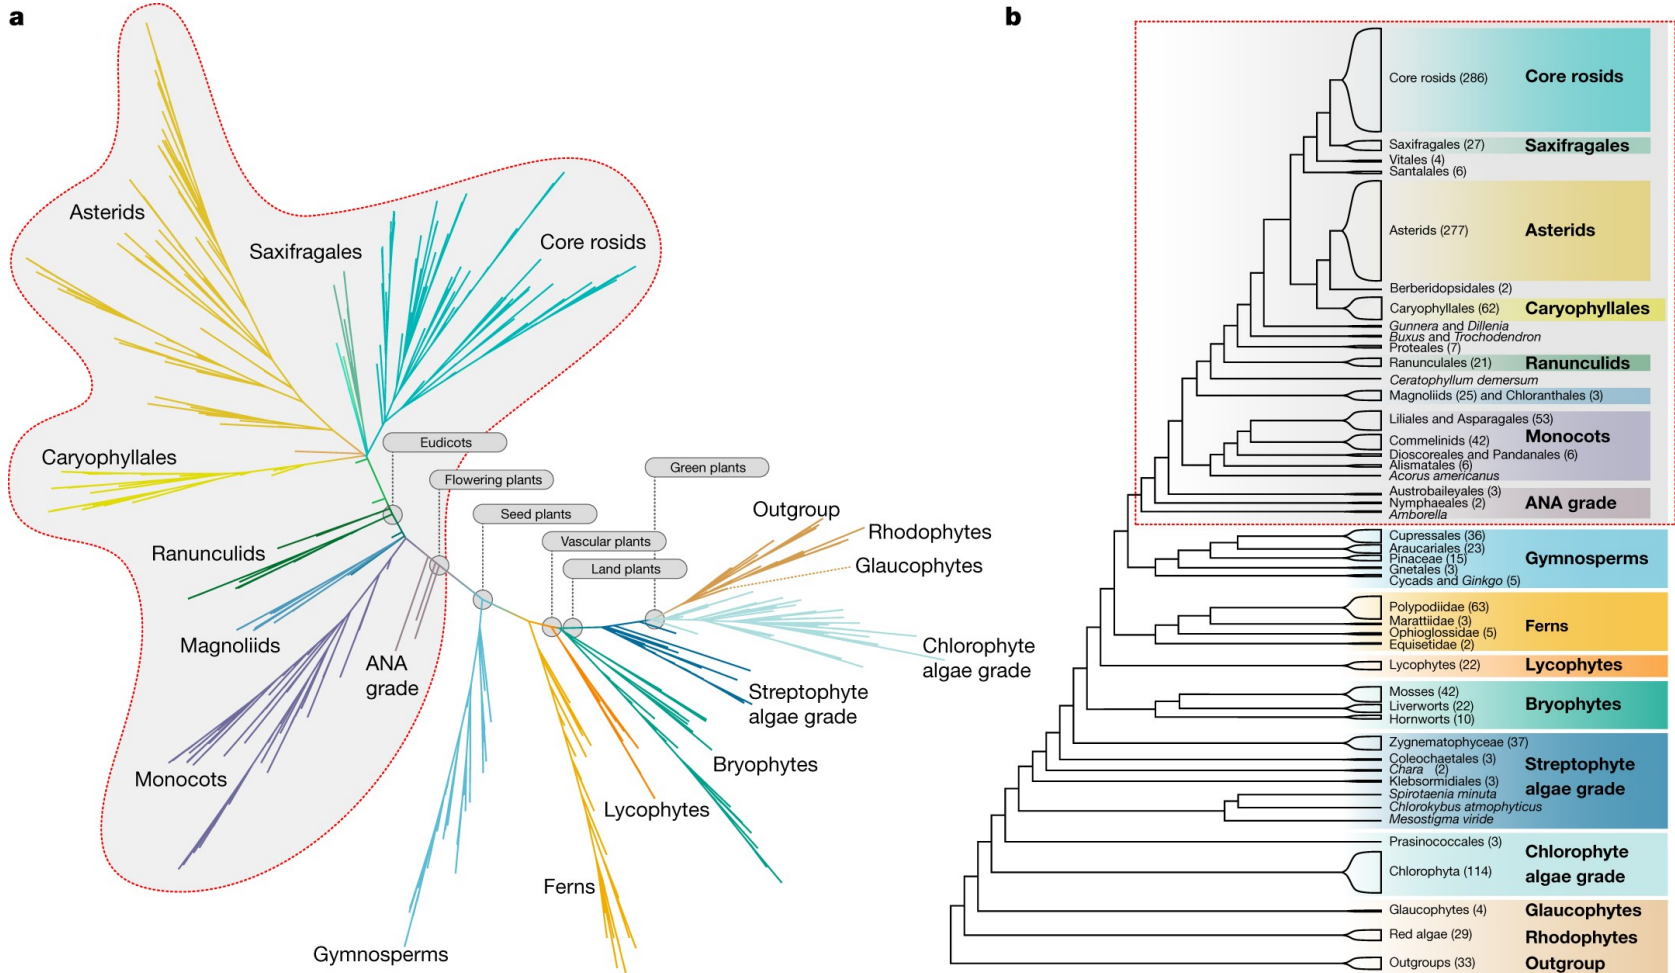 a
Asterids
Saxifragales
Core rosids
Caryophyllales
Eudicots
Flowering plants
Green plants
Seed plants
Vascular plants
Land plants
Outgroup
Rhodophytes
Glaucophytes
Ranunculids
Magnoliids
ANA
grade
Chlorophyte
algae grade
Streptophyte
algae grade
Monocots
Bryophytes
Lycophytes
Ferns
Gymnosperms
b
Core rosids (286) Core rosids
Saxifragales (27) Saxifragales
Vitales (4)
Santalales (6)
Asterids (277) Asterids
Berberidopsidales (2)
Caryophyllales (62) Caryophyllales
Gunnera and Dillenia
Buxus and Trochodendron
Proteales (7)
Ranunculales (21) Ranunculids
Ceratophyllum demersum
Magnoliids (25) and Chloranthales (3)
Liliales and Asparagales (53)
Monocots
Commelinids (42)
Dioscoreales and Pandanales (6)
Alismatales (6)
Acorus americanus
Austrobaileyales (3)
Nymphaeales (2) ANA grade
Amborella
Cupressales (36)
Araucariales (23)
Pinaceae (15) Gymnosperms
Gnetales (3)
Cycads and Ginkgo (5)
Polypodiidae (63)
Marattiidae (3) Ferns
Ophioglossidae (5)
Equisetidae (2)
Lycophytes (22) Lycophytes
Mosses (42)
Liverworts (22) Bryophytes
Hornworts (10)
Zygnematophyceae (37)
Coleochaetales (3) Streptophyte
Chara (2)
Klebsormidiales (3) algae grade
Spirotaenia minuta
Chlorokybus atmophyticus
Mesostigma viride
Prasinococcales (3)
Chlorophyte
Chlorophyta (114) algae grade
Glaucophytes (4) Glaucophytes
Red algae (29) Rhodophytes
Outgroups (33) Outgroup